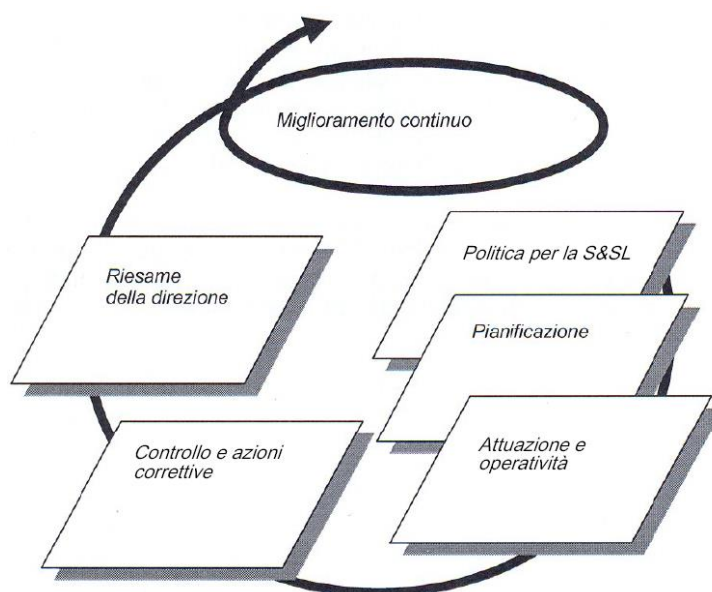 Miglioramento continuo
Politica per la S&SL
Pianificazione
Attuazione e
operatività
Controllo e azioni
correttive
Riesame
della direzione